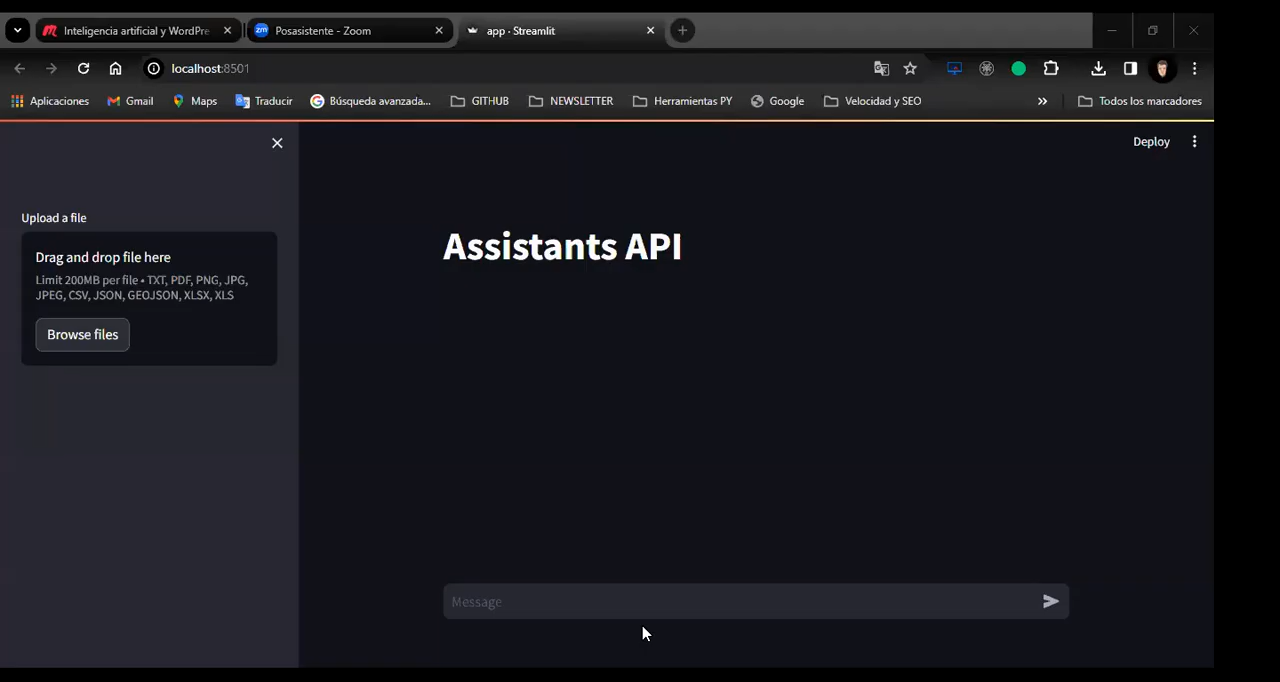 Inteligencia artificial y WordPre
Posasistente - Zoom
app · Streamlit
localhost:8501
Aplicaciones Gmail Maps Traducir Búsqueda avanzada... GITHUB NEWSLETTER Herramientas PY Google Velocidad y SEO » Todos los marcadores
Deploy
Upload a file
Drag and drop file here
Limit 200MB per file • TXT, PDF, PNG, JPG,
JPEG, CSV, JSON, GEOJSON, XLSX, XLS
Browse files
Assistants API
Message